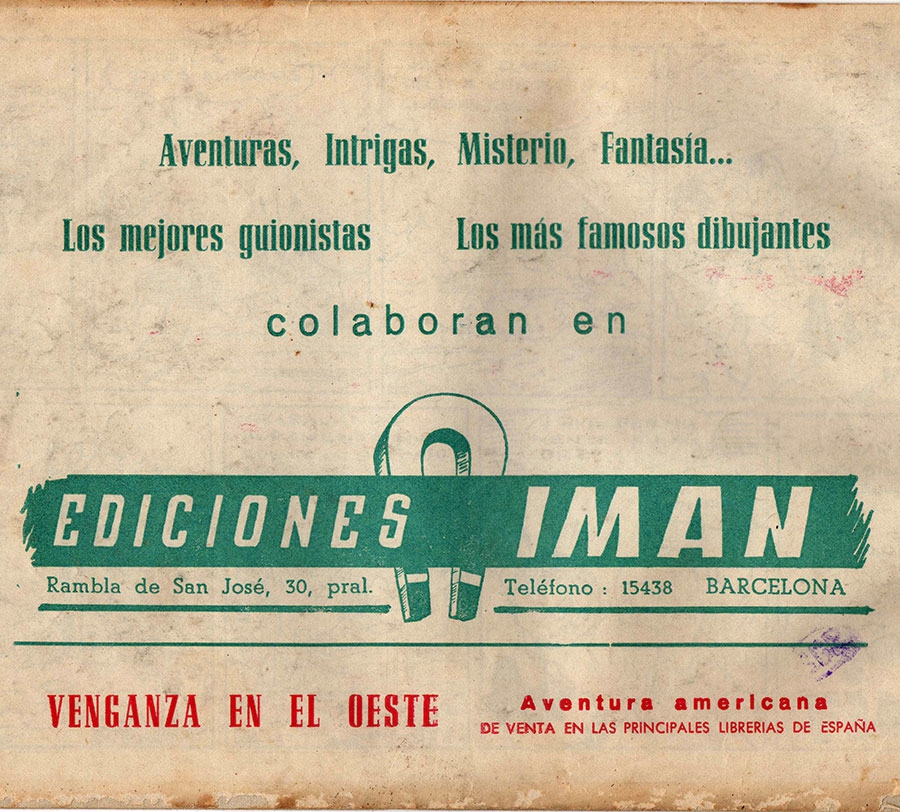 Aventuras, Intrigas, Misterio, Fantasía...
Los mejores guionistas Los más famosos dibujantes
colaboran en
EDICIONES IMAN
Rambla de San José, 30, pral. Teléfono : 15438 BARCELONA
VENGANZA EN EL OESTE
Aventura americana
DE VENTA EN LAS PRINCIPALES LIBRERIAS DE ESPAÑA